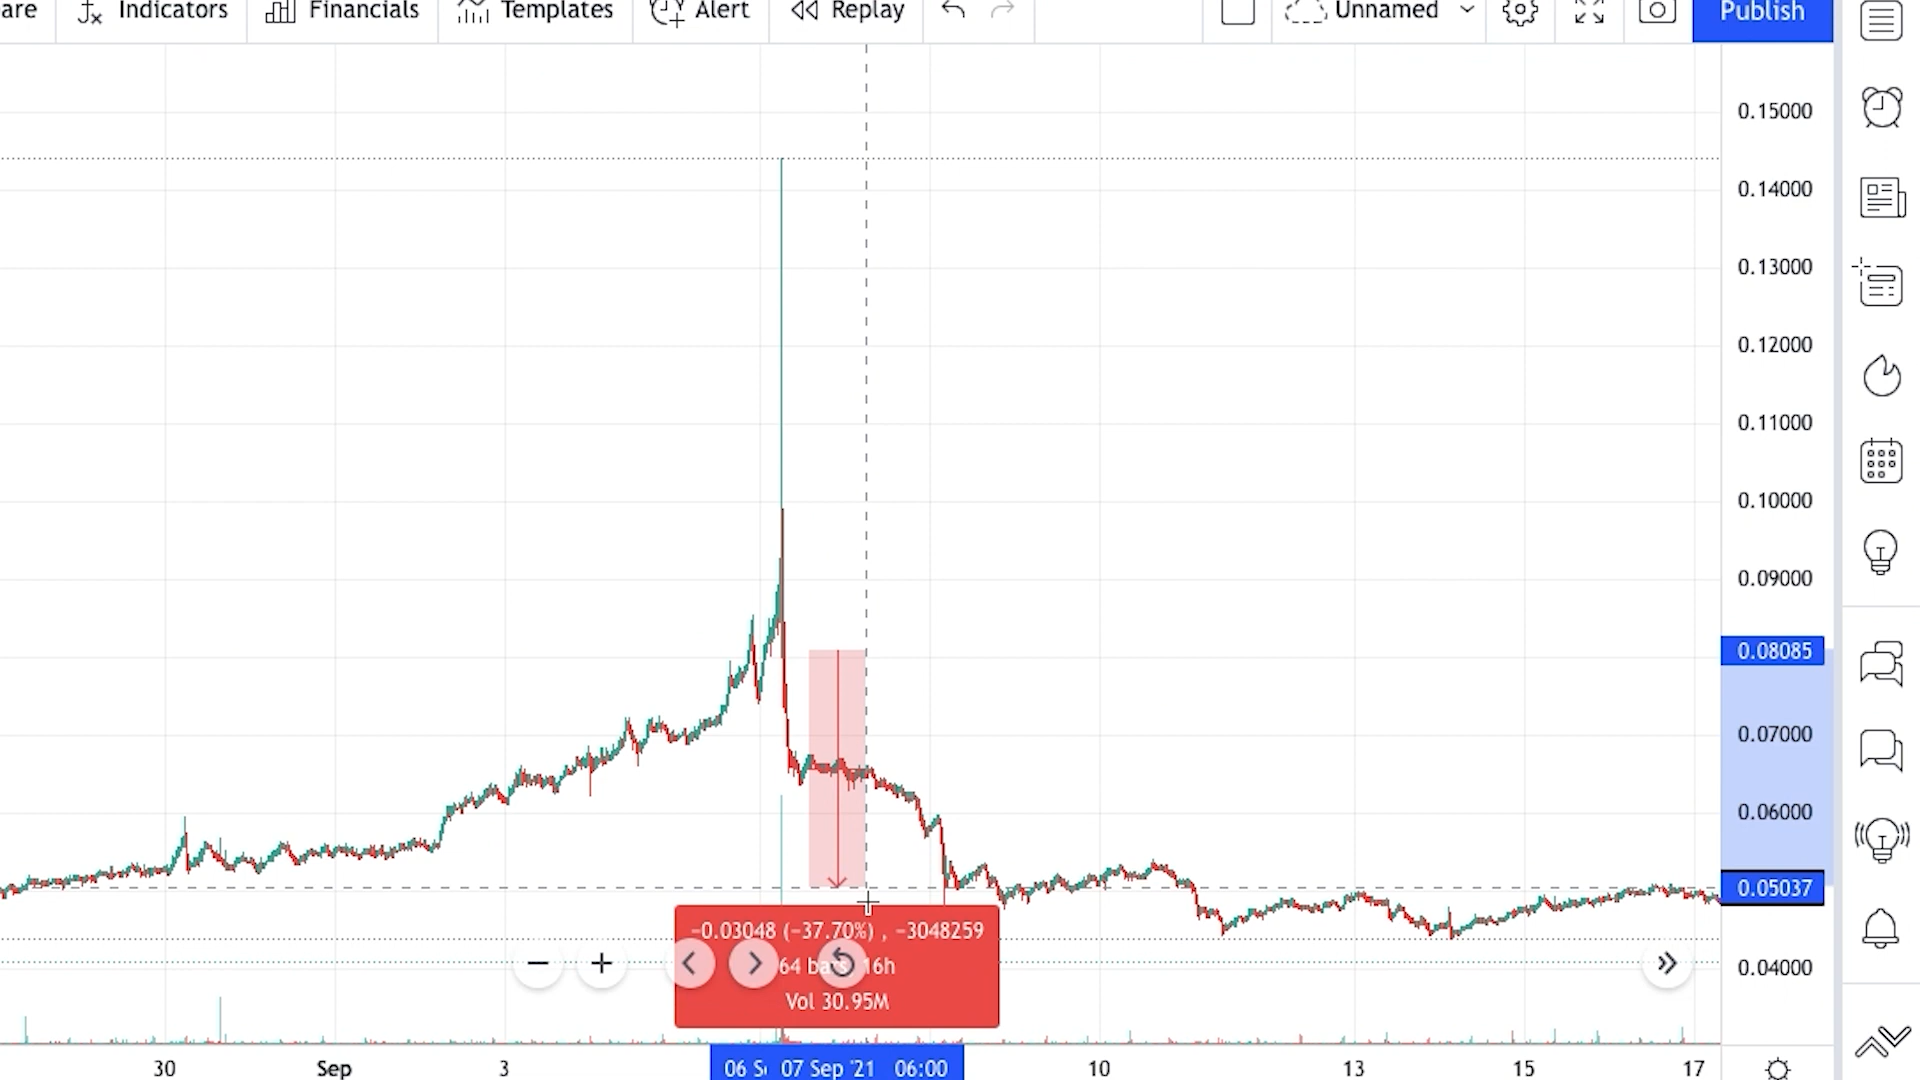 are Indicators Financials Templates Alert Replay Unnamed Publish
0.15000
0.14000
0.13000
0.12000
0.11000
0.10000
0.09000
0.08085
0.07000
0.06000
0.05037
−0.03048 (−37.70%) , −3048259
64 16h
0.04000
Vol 30.95M
30 Sep 3 06 07 Sep '21 06:00 10 13 15 17